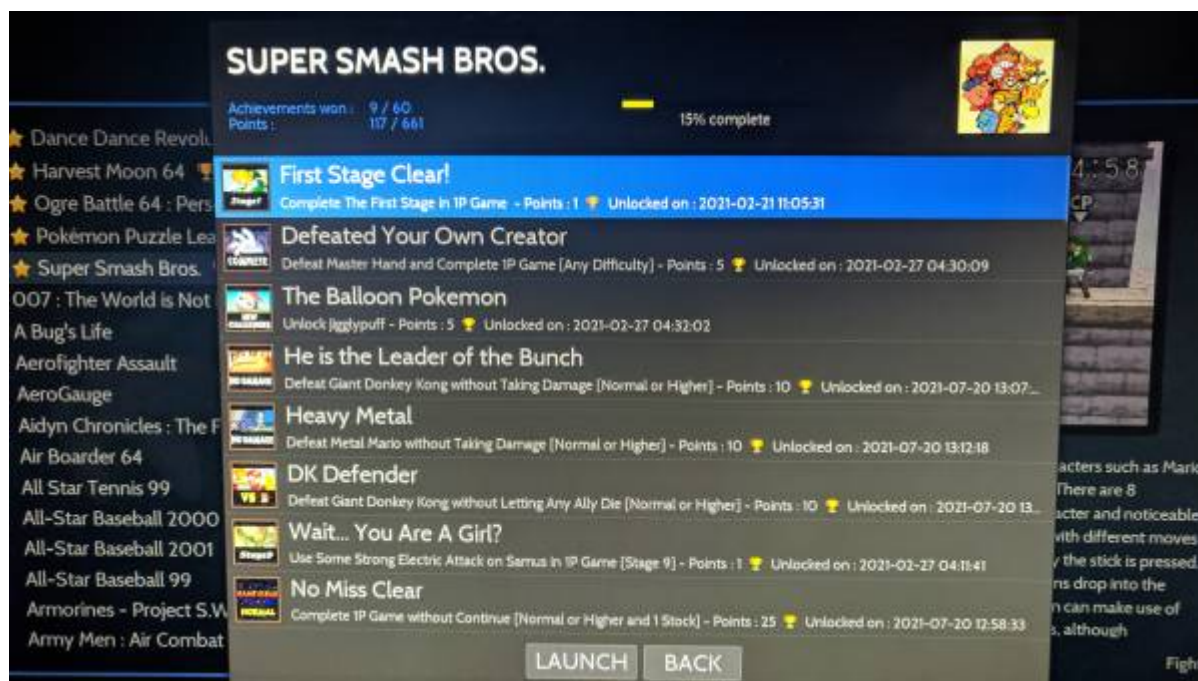 SUPER SMASH BROS.
Achievements won : 9 / 60
Points : 117 / 661
15% complete
Dance Dance Revolu
Harvest Moon 64
Ogre Battle 64 : Pers
Pokémon Puzzle Lea
Super Smash Bros.
007 : The World is Not
A Bug's Life
Aerofighter Assault
AeroGauge
Aidyn Chronicles : The F
Air Boarder 64
All Star Tennis 99
All-Star Baseball 2000
All-Star Baseball 2001
All-Star Baseball 99
Armorines - Project S.W
Army Men : Air Combat
First Stage Clear!
Complete The First Stage in 1P Game - Points : 1 Unlocked on : 2021-02-21 11:05:31
Defeated Your Own Creator
Defeat Master Hand and Complete 1P Game [Any Difficulty] - Points : 5 Unlocked on : 2021-02-27 04:30:09
The Balloon Pokemon
Unlock Jigglypuff - Points : 5 Unlocked on : 2021-02-27 04:32:02
He is the Leader of the Bunch
Defeat Giant Donkey Kong without Taking Damage [Normal or Higher] - Points : 10 Unlocked on : 2021-07-20 13:07:...
Heavy Metal
Defeat Metal Mario without Taking Damage [Normal or Higher] - Points : 10 Unlocked on : 2021-07-20 13:12:18
DK Defender
Defeat Giant Donkey Kong without Letting Any Ally Die [Normal or Higher] - Points : 10 Unlocked on : 2021-07-20 13...
Wait... You Are A Girl?
Use Some Strong Electric Attack on Samus in 1P Game [Stage 9] - Points : 1 Unlocked on : 2021-02-27 04:11:41
No Miss Clear
Complete 1P Game without Continue [Normal or Higher and 1 Stock] - Points : 25 Unlocked on : 2021-07-20 12:58:33
LAUNCH BACK
4:58
CP
acters such as Mario
There are 8
acter and noticeable
with different moves
y the stick is pressed.
ns drop into the
n can make use of
s, although
Figh